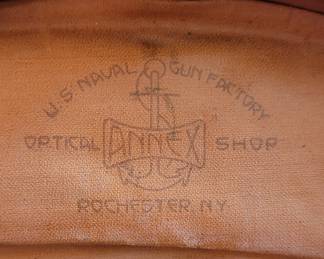 U.S. NAVAL GUN FACTORY
OPTICAL ANNEX SHOP
ROCHESTER N.Y.